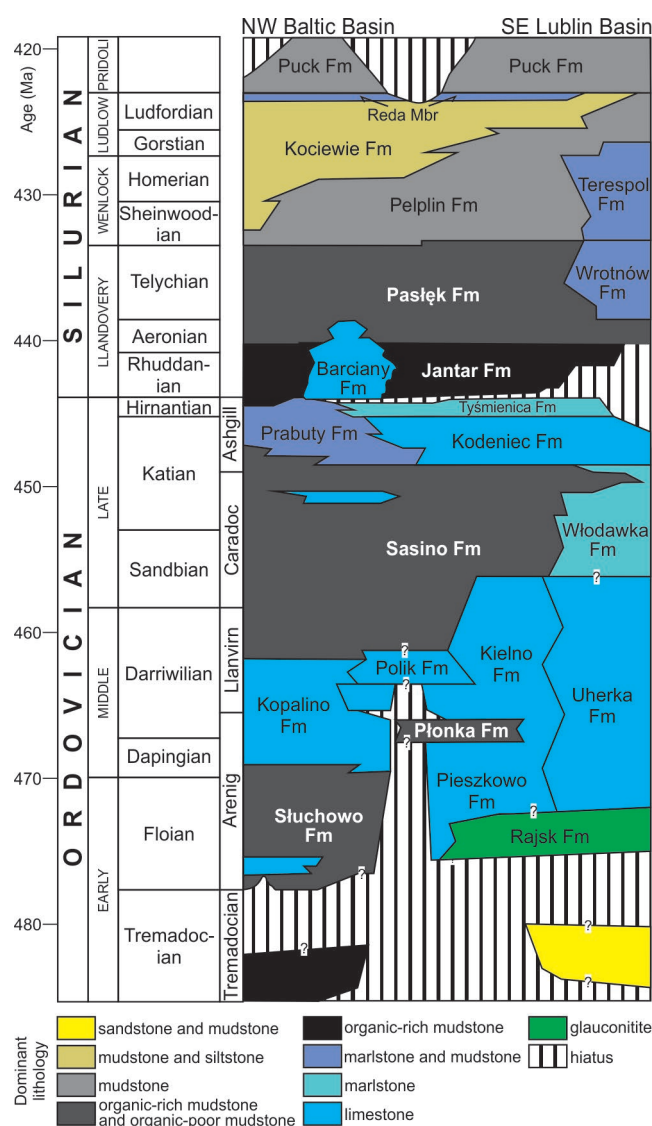 NW Baltic Basin SE Lublin Basin
420
430
440
450
460
470
480
Age (Ma)
SILURIAN
ORDOVICIAN
PRIDOLI
LUDLOW
WENLOCK
LLANDOVERY
LATE
MIDDLE
EARLY
Ludfordian
Gorstian
Homerian
Sheinwood-
ian
Telychian
Aeronian
Rhuddan-
ian
Hirnantian
Katian
Sandbian
Darriwilian
Dapingian
Floian
Tremadoc-
ian
Ashgill
Caradoc
Llanvirn
Arenig
Tremadocian
Puck Fm
Puck Fm
Reda Mbr
Kociewie Fm
Pelplin Fm
Terespol
Fm
Pasłęk Fm
Wrotnów
Fm
Barciany
Fm
Jantar Fm
Tyśmienica Fm
Prabuty Fm
Kodeniec Fm
Sasino Fm
Włodawka
Fm
?
?
Polik Fm
?
Kielno
Fm
Uherka
Fm
Kopalino
Fm
Płonka Fm
?
Pieszkowo
Fm
?
Słuchowo
Fm
Rajsk Fm
?
?
?
?
?
Dominant
lithology
sandstone and mudstone
mudstone and siltstone
mudstone
organic-rich mudstone
and organic-poor mudstone
organic-rich mudstone
marlstone and mudstone
marlstone
limestone
glauconitite
hiatus